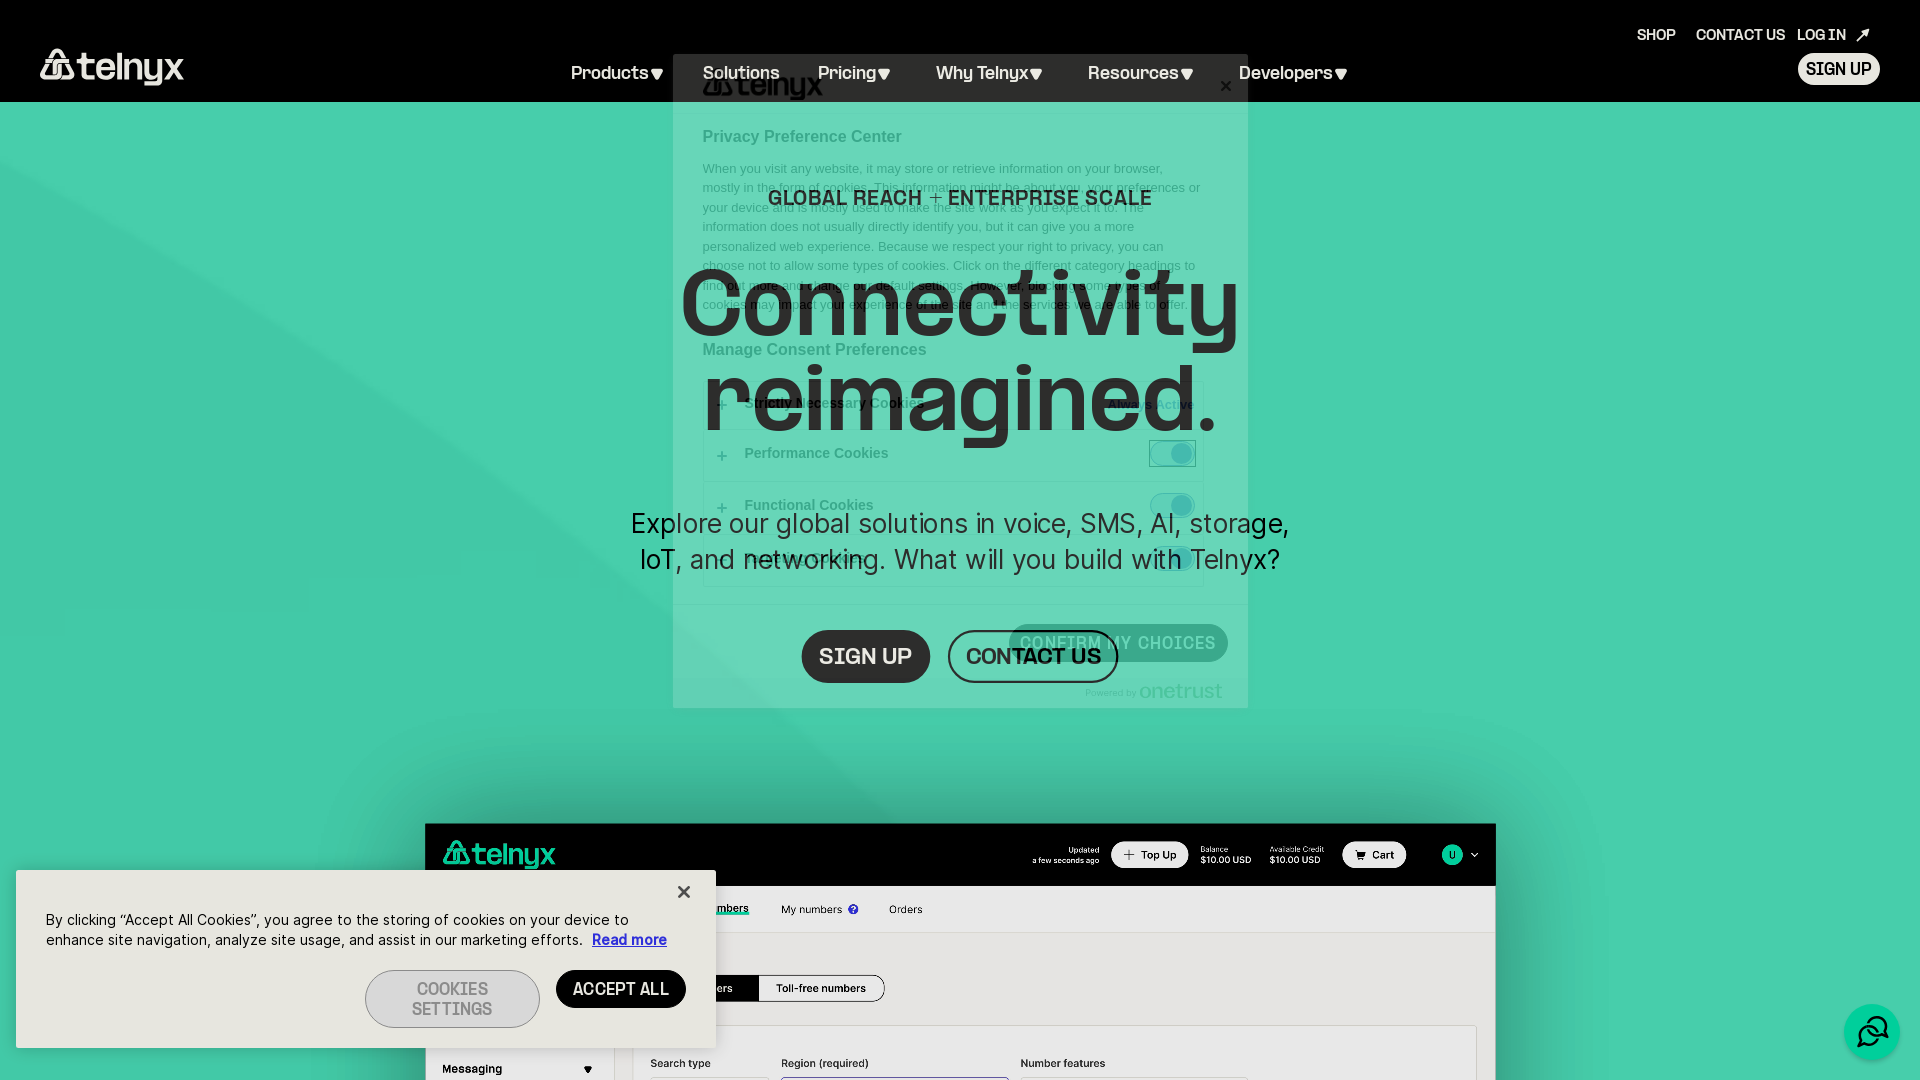 SHOP CONTACT US LOG IN
telnyx Products Solutions Pricing Why Telnyx Resources Developers SIGN UP
telnyx
Privacy Preference Center
When you visit any website, it may store or retrieve information on your browser,
mostly in the form of cookies. This information might be about you, your preferences or
your device and is mostly used to make the site work as you expect it to. The
information does not usually directly identify you, but it can give you a more
personalized web experience. Because we respect your right to privacy, you can
choose not to allow some types of cookies. Click on the different category headings to
find out more and change our default settings. However, blocking some types of
cookies may impact your experience of the site and the services we are able to offer.
Manage Consent Preferences
Strictly Necessary Cookies Always Active
Performance Cookies
Functional Cookies
Targeting Cookies
CONFIRM MY CHOICES
Powered by onetrust
GLOBAL REACH + ENTERPRISE SCALE
Connectivity
reimagined.
Explore our global solutions in voice, SMS, AI, storage,
IoT, and networking. What will you build with Telnyx?
SIGN UP CONTACT US
telnyx
Updated
a few seconds ago
+ Top Up
Balance
$10.00 USD
Available Credit
$10.00 USD
Cart
U
My numbers ? Orders
Toll-free numbers
Search type Region (required) Number features
Messaging
By clicking “Accept All Cookies”, you agree to the storing of cookies on your device to
enhance site navigation, analyze site usage, and assist in our marketing efforts. Read more
COOKIES
SETTINGS
ACCEPT ALL